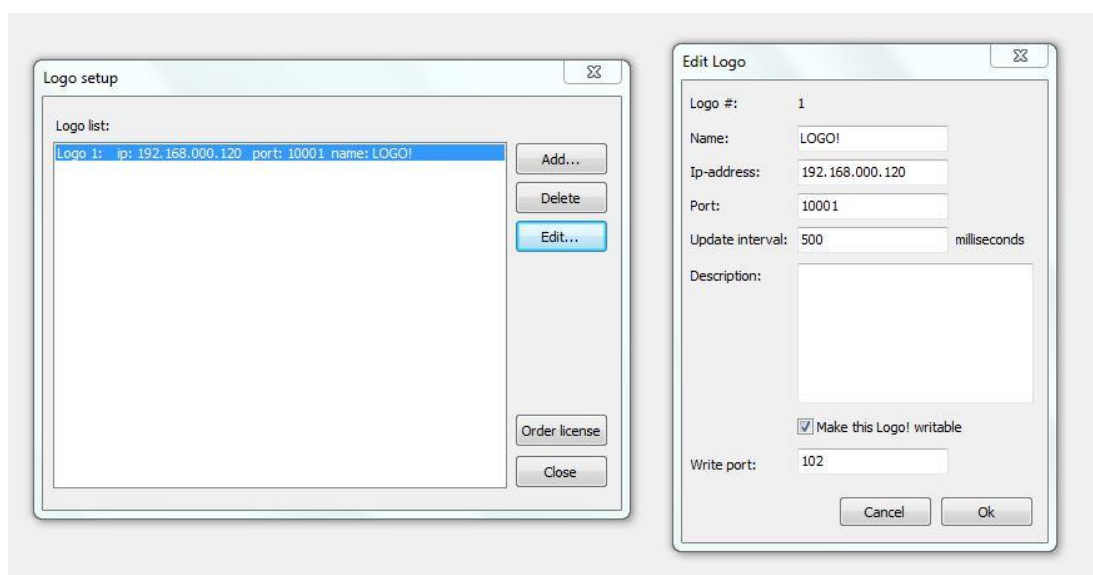 Logo setup
Logo list:
Logo 1: ip: 192.168.000.120 port: 10001 name: LOGO!
Add...
Delete
Edit...
Order license
Close
Edit Logo
Logo #: 1
Name: LOGO!
Ip-address: 192.168.000.120
Port: 10001
Update interval: 500 milliseconds
Description:
Make this Logo! writable
Write port: 102
Cancel Ok